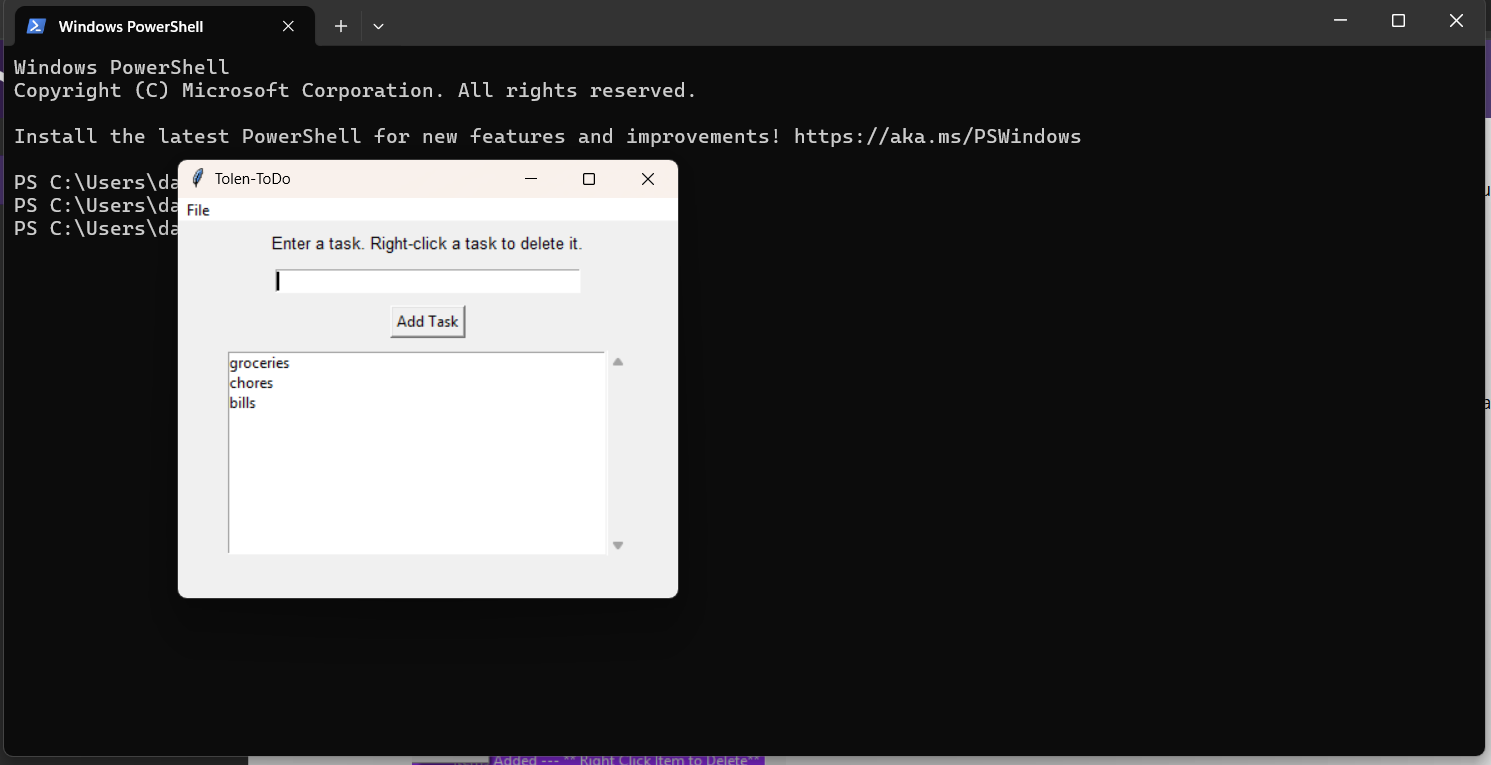 Windows PowerShell
Windows PowerShell
Copyright (C) Microsoft Corporation. All rights reserved.
Install the latest PowerShell for new features and improvements! https://aka.ms/PSWindows
PS C:\Users\da
PS C:\Users\da
PS C:\Users\da
Tolen-ToDo
File
Enter a task. Right-click a task to delete it.
Add Task
groceries
chores
bills
Added --- ** Right Click Item to Delete**